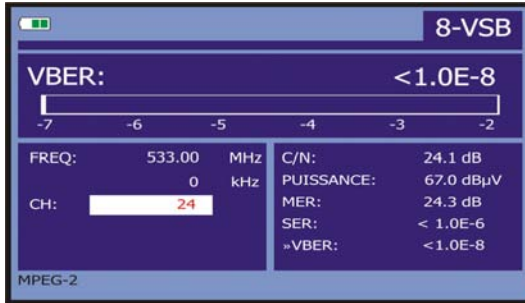 8-VSB
VBER: <1.0E-8
-7 -6 -5 -4 -3 -2
FREQ: 533.00 MHz
0 kHz
CH: 24
C/N: 24.1 dB
PUISSANCE: 67.0 dBµV
MER: 24.3 dB
SER: < 1.0E-6
»VBER: <1.0E-8
MPEG-2